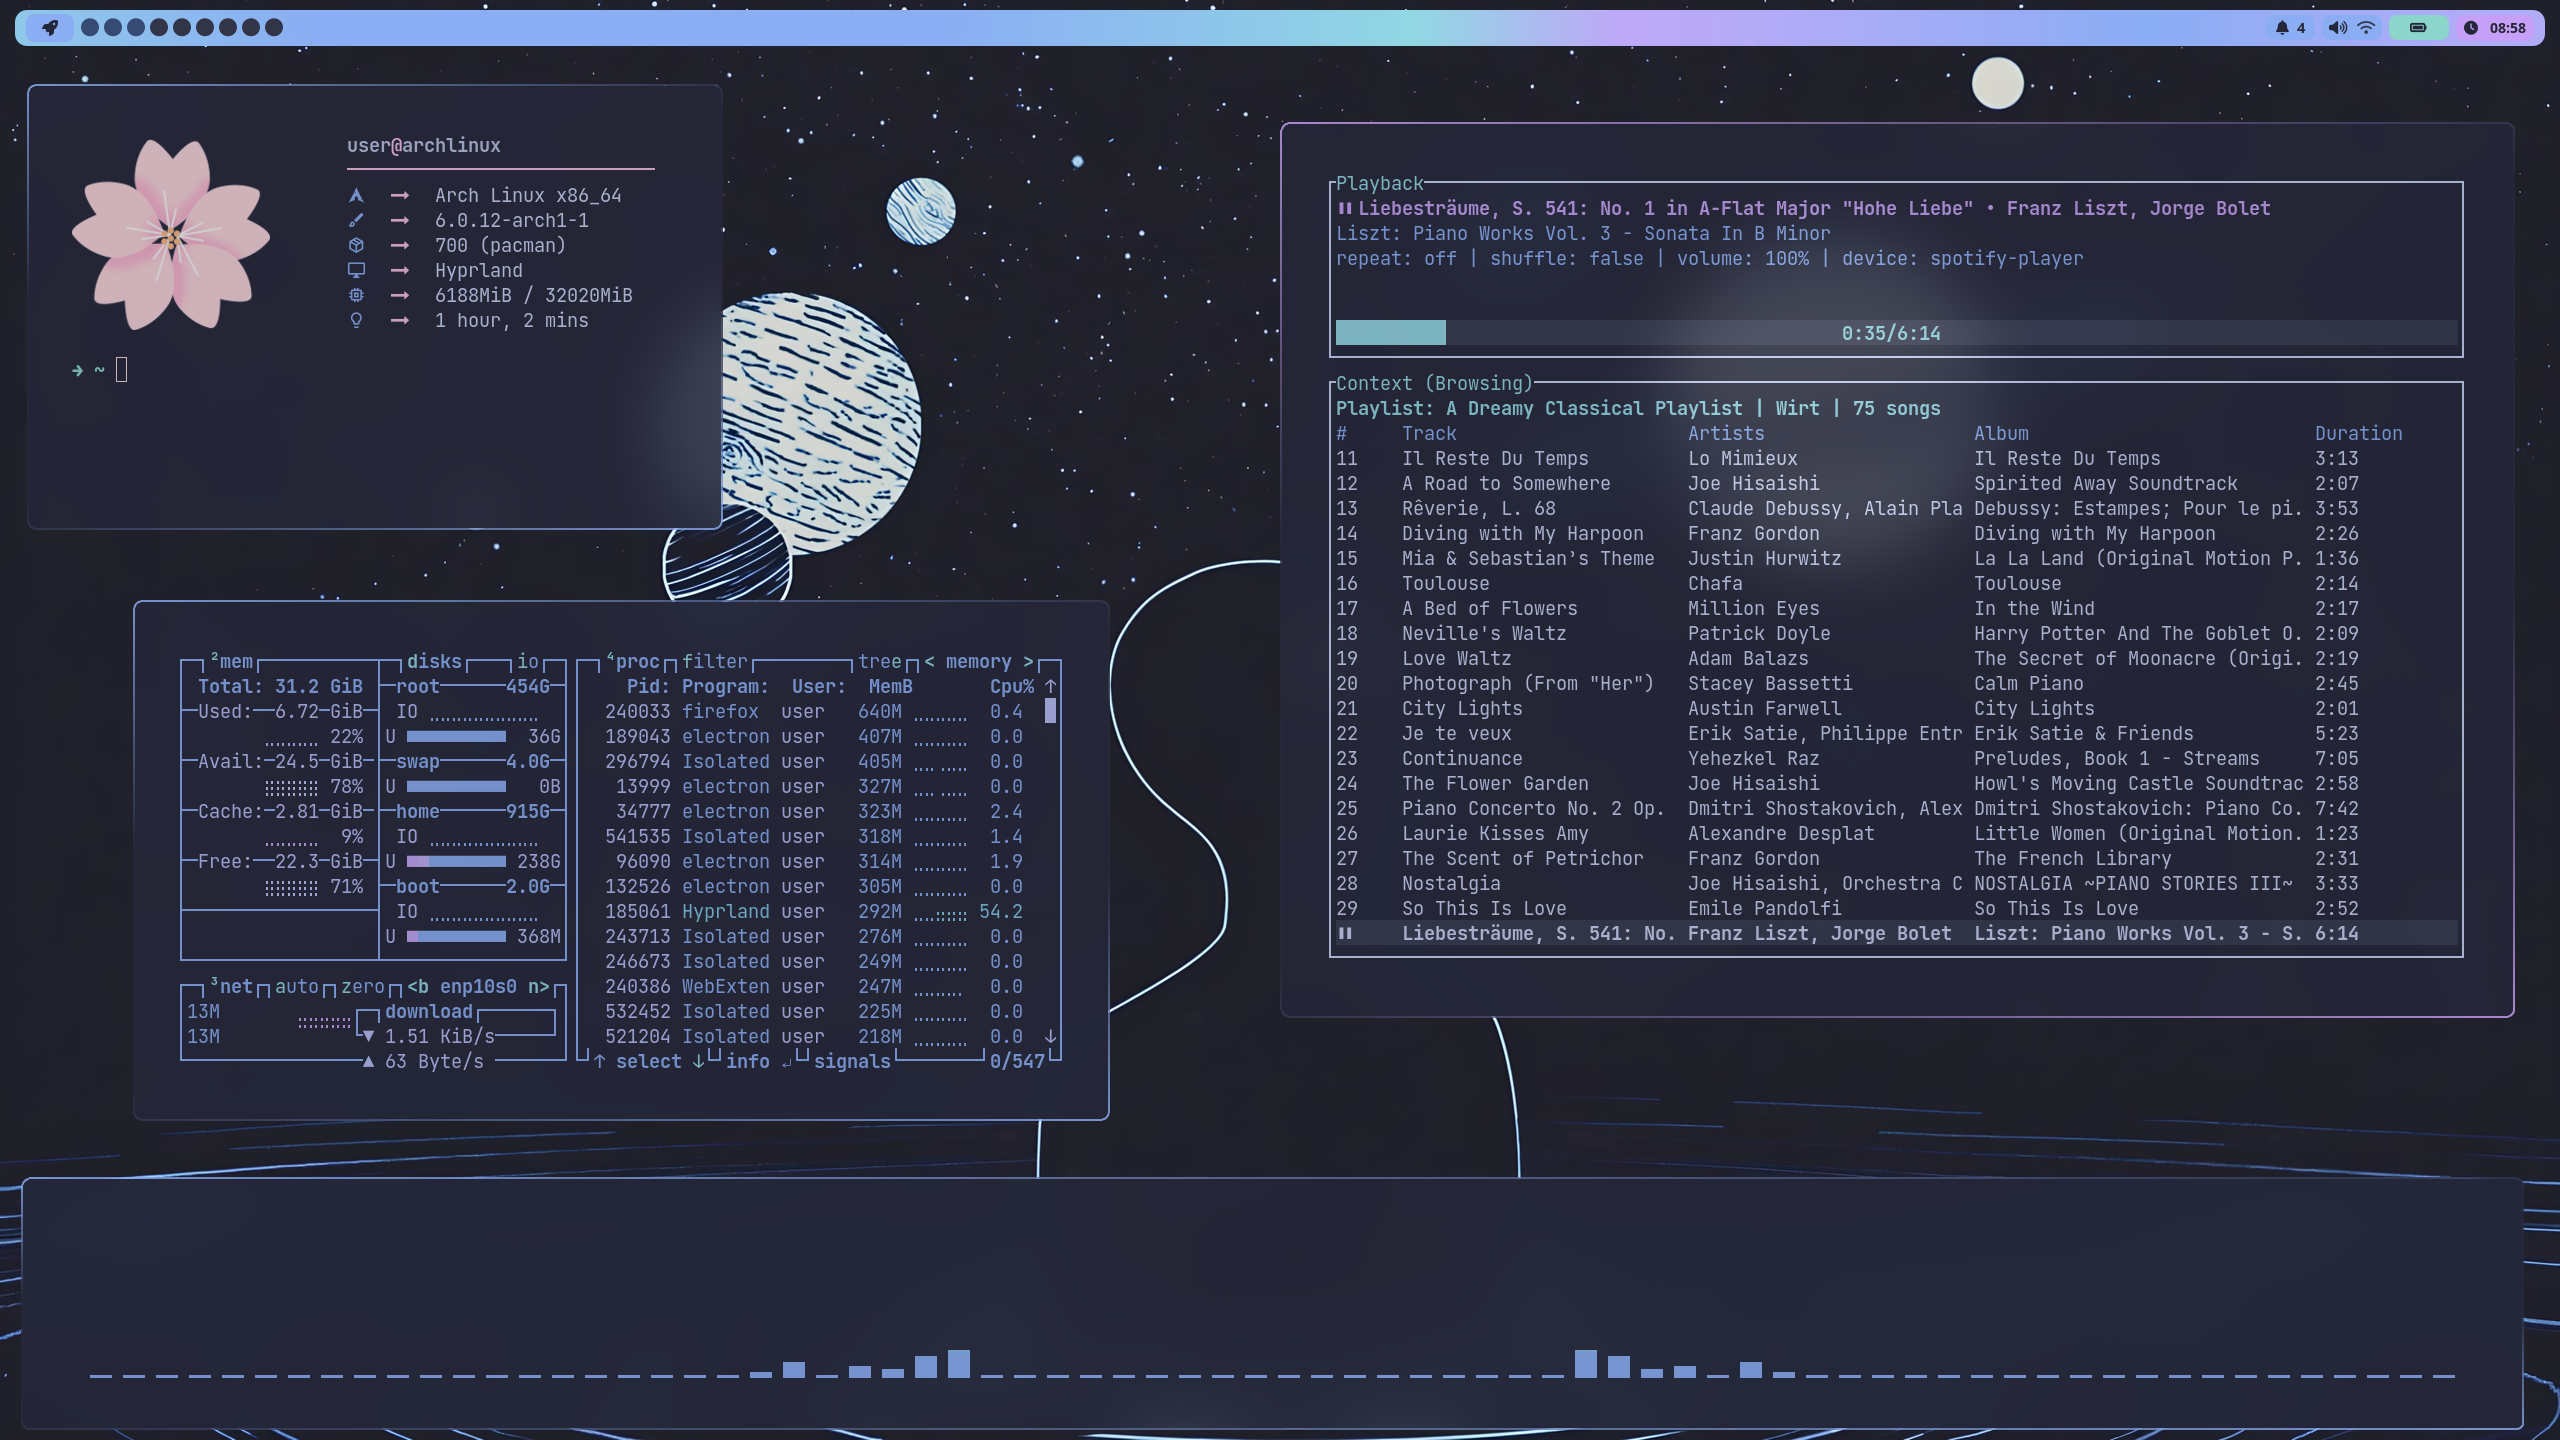 4
08:58
user@archlinux
Arch Linux x86_64
6.0.12-arch1-1
700 (pacman)
Hyprland
6188MiB / 32020MiB
1 hour, 2 mins
➜ ~
Playback
Liebesträume, S. 541: No. 1 in A-Flat Major "Hohe Liebe" • Franz Liszt, Jorge Bolet
Liszt: Piano Works Vol. 3 - Sonata In B Minor
repeat: off | shuffle: false | volume: 100% | device: spotify-player
0:35/6:14
Context (Browsing)
Playlist: A Dreamy Classical Playlist | Wirt | 75 songs
# Track Artists Album Duration
11 Il Reste Du Temps Lo Mimieux Il Reste Du Temps 3:13
12 A Road to Somewhere Joe Hisaishi Spirited Away Soundtrack 2:07
13 Rêverie, L. 68 Claude Debussy, Alain Pla Debussy: Estampes; Pour le pi. 3:53
14 Diving with My Harpoon Franz Gordon Diving with My Harpoon 2:26
15 Mia & Sebastian's Theme Justin Hurwitz La La Land (Original Motion P. 1:36
16 Toulouse Chafa Toulouse 2:14
17 A Bed of Flowers Million Eyes In the Wind 2:17
18 Neville's Waltz Patrick Doyle Harry Potter And The Goblet O. 2:09
19 Love Waltz Adam Balazs The Secret of Moonacre (Origi. 2:19
20 Photograph (From "Her") Stacey Bassetti Calm Piano 2:45
21 City Lights Austin Farwell City Lights 2:01
22 Je te veux Erik Satie, Philippe Entr Erik Satie & Friends 5:23
23 Continuance Yehezkel Raz Preludes, Book 1 - Streams 7:05
24 The Flower Garden Joe Hisaishi Howl's Moving Castle Soundtrac 2:58
25 Piano Concerto No. 2 Op. Dmitri Shostakovich, Alex Dmitri Shostakovich: Piano Co. 7:42
26 Laurie Kisses Amy Alexandre Desplat Little Women (Original Motion. 1:23
27 The Scent of Petrichor Franz Gordon The French Library 2:31
28 Nostalgia Joe Hisaishi, Orchestra C NOSTALGIA ~PIANO STORIES III~ 3:33
29 So This Is Love Emile Pandolfi So This Is Love 2:52
Liebesträume, S. 541: No. Franz Liszt, Jorge Bolet Liszt: Piano Works Vol. 3 - S. 6:14
²mem disks io
Total: 31.2 GiB root 454G
Used: 6.72 GiB IO
22% U 36G
Avail: 24.5 GiB swap 4.0G
78% U 0B
Cache: 2.81 GiB home 915G
9% IO
Free: 22.3 GiB U 238G
71% boot 2.0G
IO
U 368M
³net auto zero <b enp10s0 n>
13M download
13M ▼ 1.51 KiB/s
▲ 63 Byte/s
⁴proc filter tree < memory >
Pid: Program: User: MemB Cpu% ↑
240033 firefox user 640M 0.4
189043 electron user 407M 0.0
296794 Isolated user 405M 0.0
13999 electron user 327M 0.0
34777 electron user 323M 2.4
541535 Isolated user 318M 1.4
96090 electron user 314M 1.9
132526 electron user 305M 0.0
185061 Hyprland user 292M 54.2
243713 Isolated user 276M 0.0
246673 Isolated user 249M 0.0
240386 WebExten user 247M 0.0
532452 Isolated user 225M 0.0
521204 Isolated user 218M 0.0 ↓
↑ select ↓ info ↲ signals 0/547